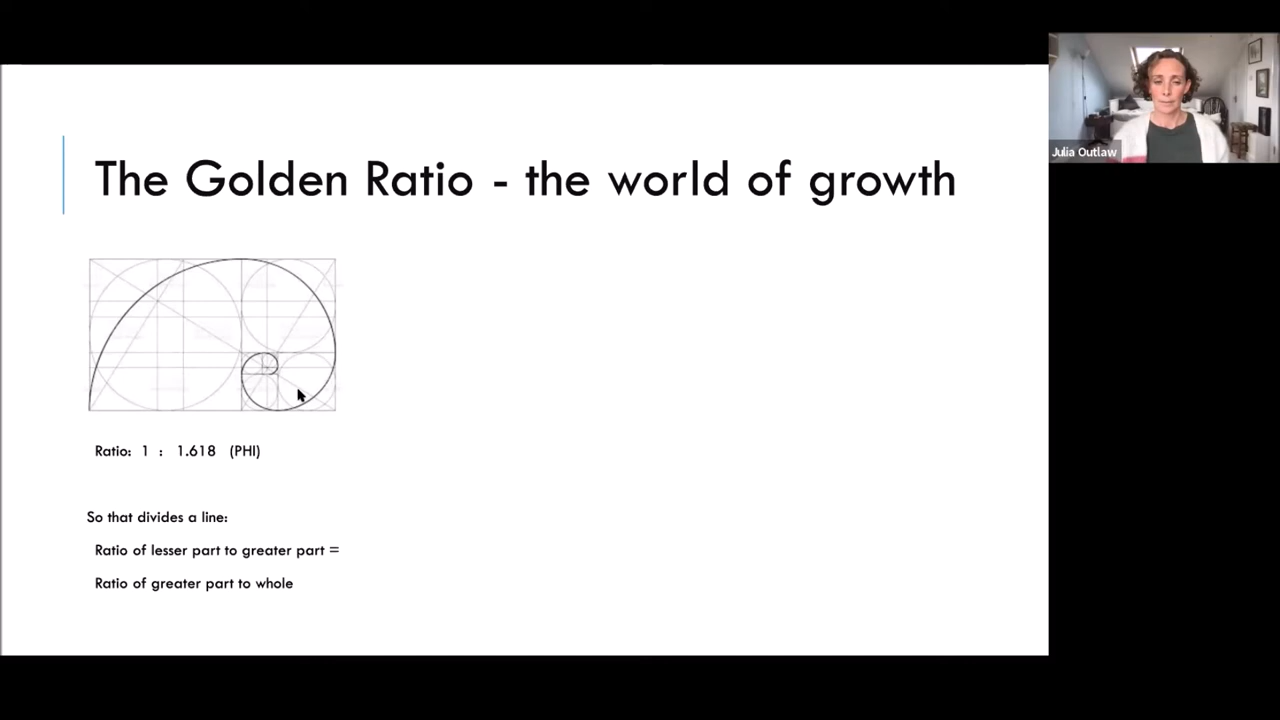 The Golden Ratio - the world of growth
Julia Outlaw
Ratio: 1 : 1.618 (PHI)
So that divides a line:
Ratio of lesser part to greater part =
Ratio of greater part to whole